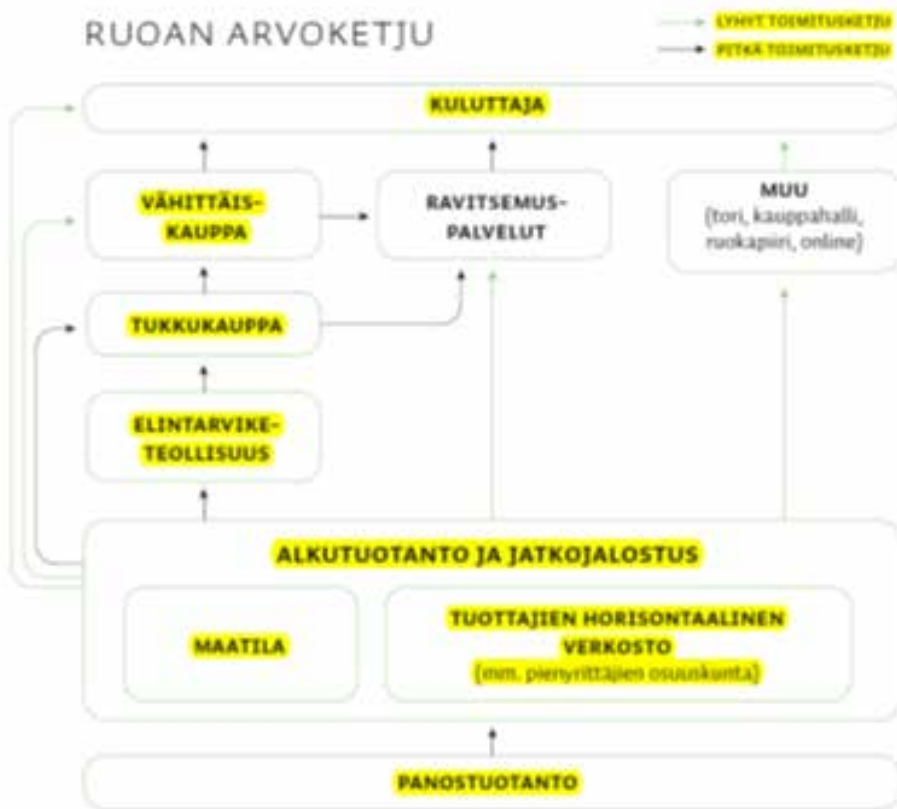 RUOAN ARVOKETJU
LYHYT TOIMITUSKETJU
PITKÄ TOIMITUSKETJU
KULUTTAJA
VÄHITTÄIS-
KAUPPA
RAVITSEMUS-
PALVELUT
MUU
(tori, kauppahalli,
ruokapiiri, online)
TUKKUKAUPPA
ELINTARVIKE-
TEOLLISUUS
ALKUTUOTANTO JA JATKOJALOSTUS
MAATILA
TUOTTAJIEN HORISONTAALINEN
VERKOSTO
(mm. pienyrittäjien osuuskunta)
PANOSTUOTANTO